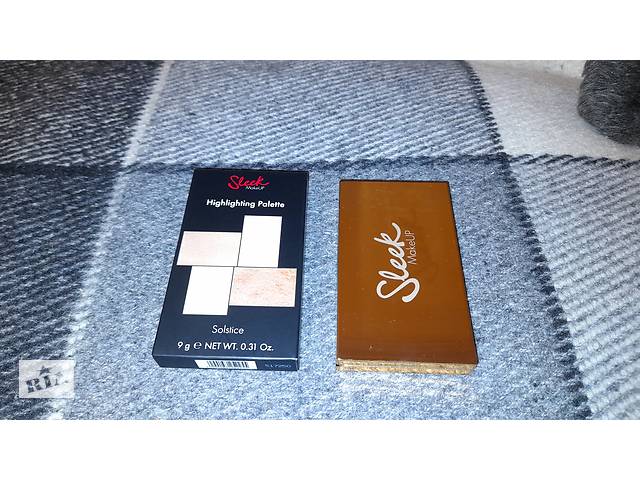 Sleek
MakeUP
Highlighting Palette
Solstice
9 g e NET WT. 0.31 Oz.
Sleek
MakeUP
RIA